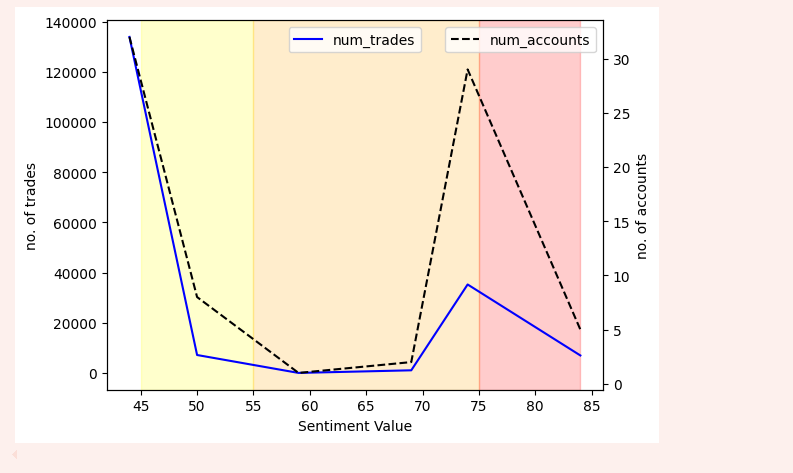 num_trades
num_accounts
140000
120000
100000
80000
60000
40000
20000
0
no. of trades
30
25
20
15
10
5
0
no. of accounts
45 50 55 60 65 70 75 80 85
Sentiment Value